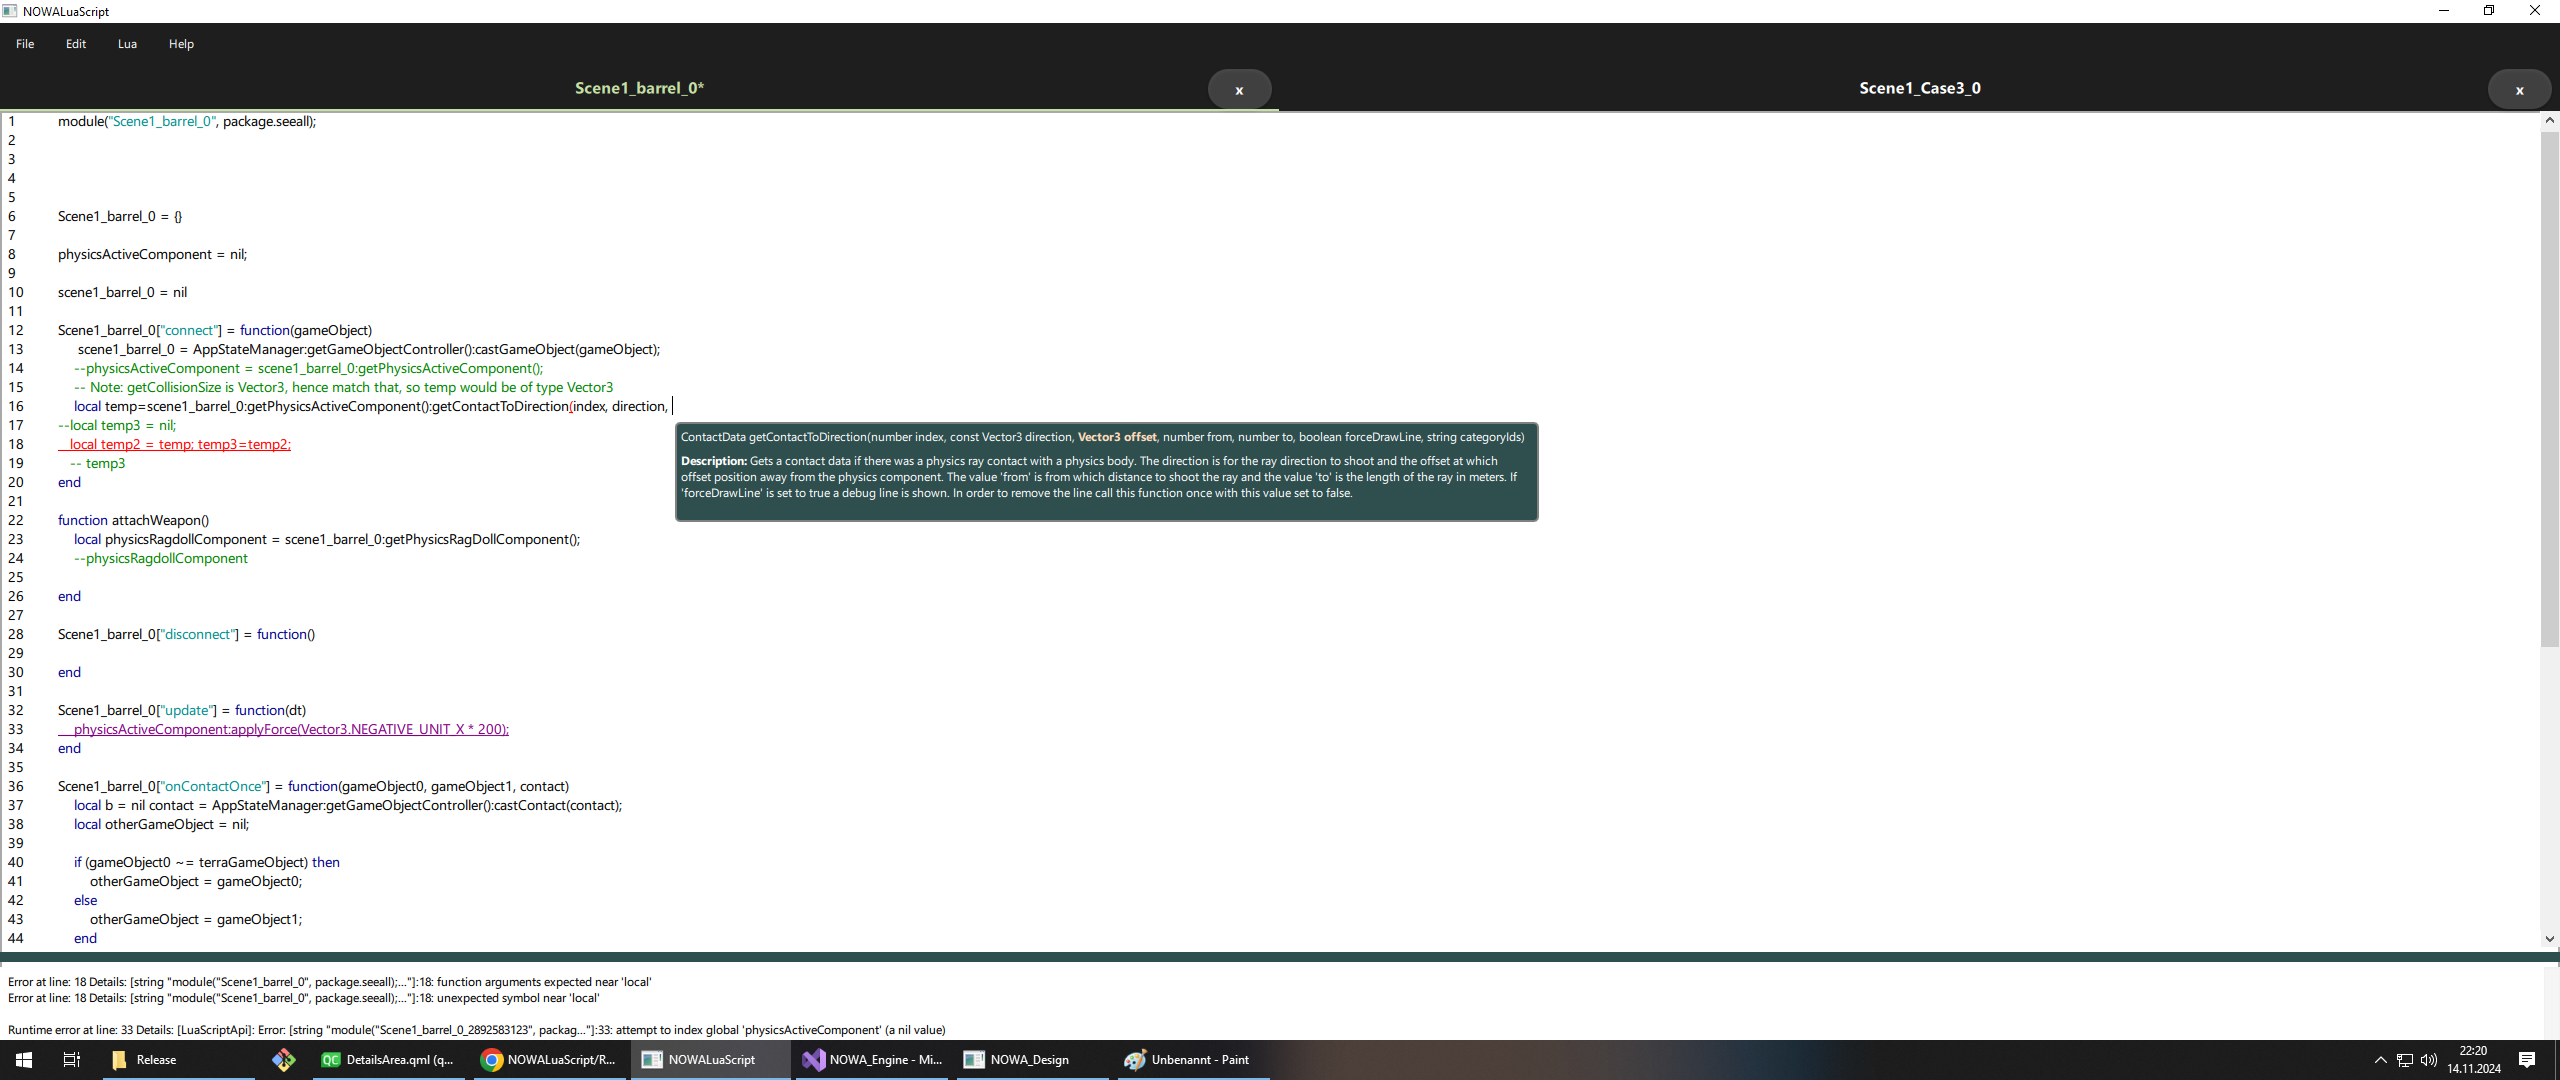 NOWALuaScript
File Edit Lua Help
Scene1_barrel_0* x Scene1_Case3_0 x
1 module("Scene1_barrel_0", package.seeall);
2
3
4
5
6 Scene1_barrel_0 = {}
7
8 physicsActiveComponent = nil;
9
10 scene1_barrel_0 = nil
11
12 Scene1_barrel_0["connect"] = function(gameObject)
13 scene1_barrel_0 = AppStateManager:getGameObjectController():castGameObject(gameObject);
14 --physicsActiveComponent = scene1_barrel_0:getPhysicsActiveComponent();
15 -- Note: getCollisionSize is Vector3, hence match that, so temp would be of type Vector3
16 local temp=scene1_barrel_0:getPhysicsActiveComponent():getContactToDirection(index, direction,
17 --local temp3 = nil;
18 local temp2 = temp; temp3=temp2;
19 -- temp3
20 end
21
22 function attachWeapon()
23 local physicsRagdollComponent = scene1_barrel_0:getPhysicsRagDollComponent();
24 --physicsRagdollComponent
25
26 end
27
28 Scene1_barrel_0["disconnect"] = function()
29
30 end
31
32 Scene1_barrel_0["update"] = function(dt)
33 physicsActiveComponent:applyForce(Vector3.NEGATIVE_UNIT_X * 200);
34 end
35
36 Scene1_barrel_0["onContactOnce"] = function(gameObject0, gameObject1, contact)
37 local b = nil contact = AppStateManager:getGameObjectController():castContact(contact);
38 local otherGameObject = nil;
39
40 if (gameObject0 ~= terraGameObject) then
41 otherGameObject = gameObject0;
42 else
43 otherGameObject = gameObject1;
44 end
ContactData getContactToDirection(number index, const Vector3 direction, Vector3 offset, number from, number to, boolean forceDrawLine, string categoryIds)
Description: Gets a contact data if there was a physics ray contact with a physics body. The direction is for the ray direction to shoot and the offset at which
offset position away from the physics component. The value 'from' is from which distance to shoot the ray and the value 'to' is the length of the ray in meters. If
'forceDrawLine' is set to true a debug line is shown. In order to remove the line call this function once with this value set to false.
Error at line: 18 Details: [string "module("Scene1_barrel_0", package.seeall);..."]:18: function arguments expected near 'local'
Error at line: 18 Details: [string "module("Scene1_barrel_0", package.seeall);..."]:18: unexpected symbol near 'local'
Runtime error at line: 33 Details: [LuaScriptApi]: Error: [string "module("Scene1_barrel_0_2892583123", packag..."]:33: attempt to index global 'physicsActiveComponent' (a nil value)
Release QC DetailsArea.qml (q... NOWALuaScript/R... NOWALuaScript NOWA_Engine - Mi... NOWA_Design Unbenannt - Paint
22:20
14.11.2024